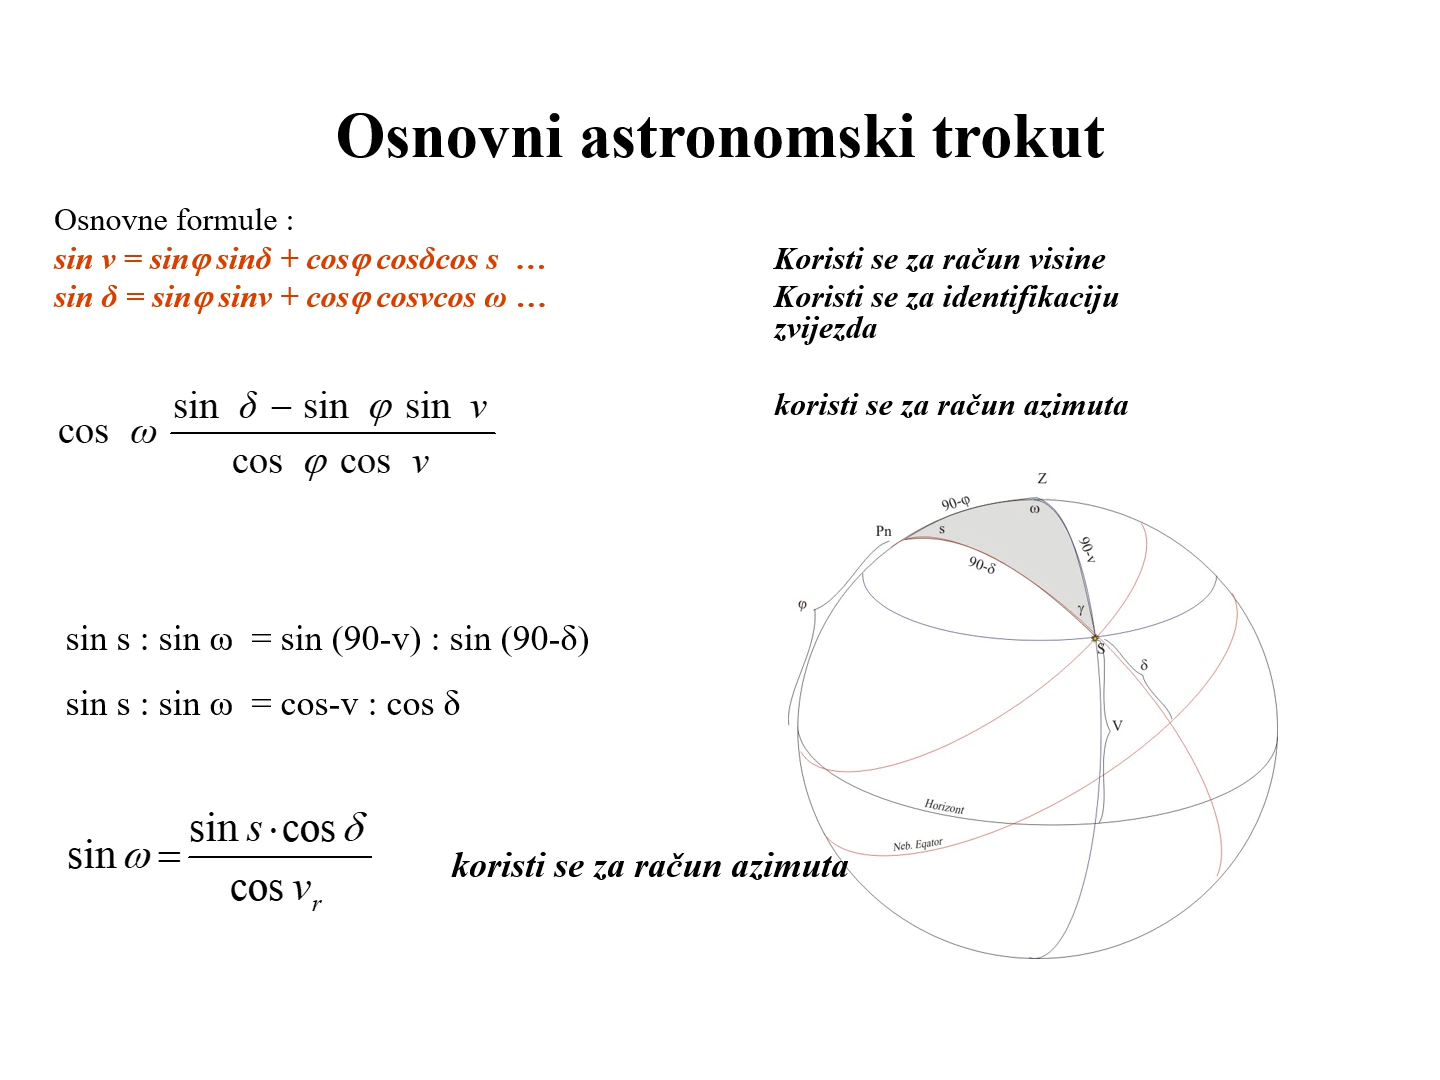 Osnovni astronomski trokut
Osnovne formule :
sin v = sinφ sinδ + cosφ cosδcos s …
Koristi se za račun visine
sin δ = sinφ sinv + cosφ cosvcos ω …
Koristi se za identifikaciju
zvijezda
cos ω
sin δ − sin φ sin v
cos φ cos v
koristi se za račun azimuta
sin s : sin ω = sin (90-v) : sin (90-δ)
sin s : sin ω = cos-v : cos δ
sin ω =
sin s · cos δ
cos vᵣ
koristi se za račun azimuta
Z
90-φ
ω
Pn
s
90-v
90-δ
φ
γ
S
δ
V
Horizont
Neb. Eqator